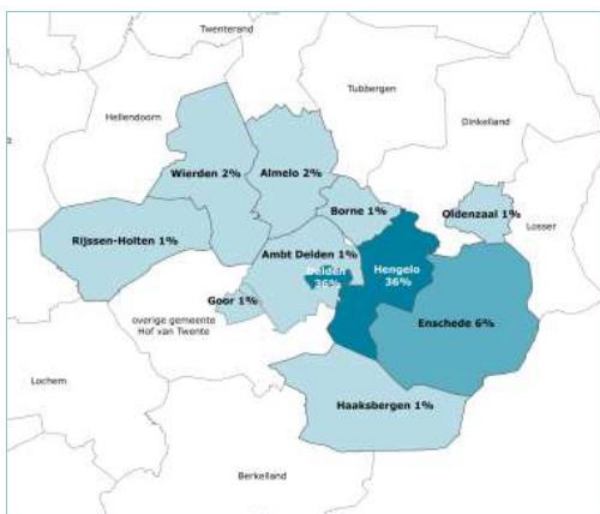 Twenterand
Hellendoorn
Tubbergen
Dinkelland
Wierden 2%
Almelo 2%
Borne 1%
Oldenzaal 1%
Losser
Rijssen-Holten 1%
Ambt Delden 1%
Delden
36%
Hengelo
36%
Goor 1%
overige gemeente
Hof van Twente
Enschede 6%
Lochem
Haaksbergen 1%
Berkelland